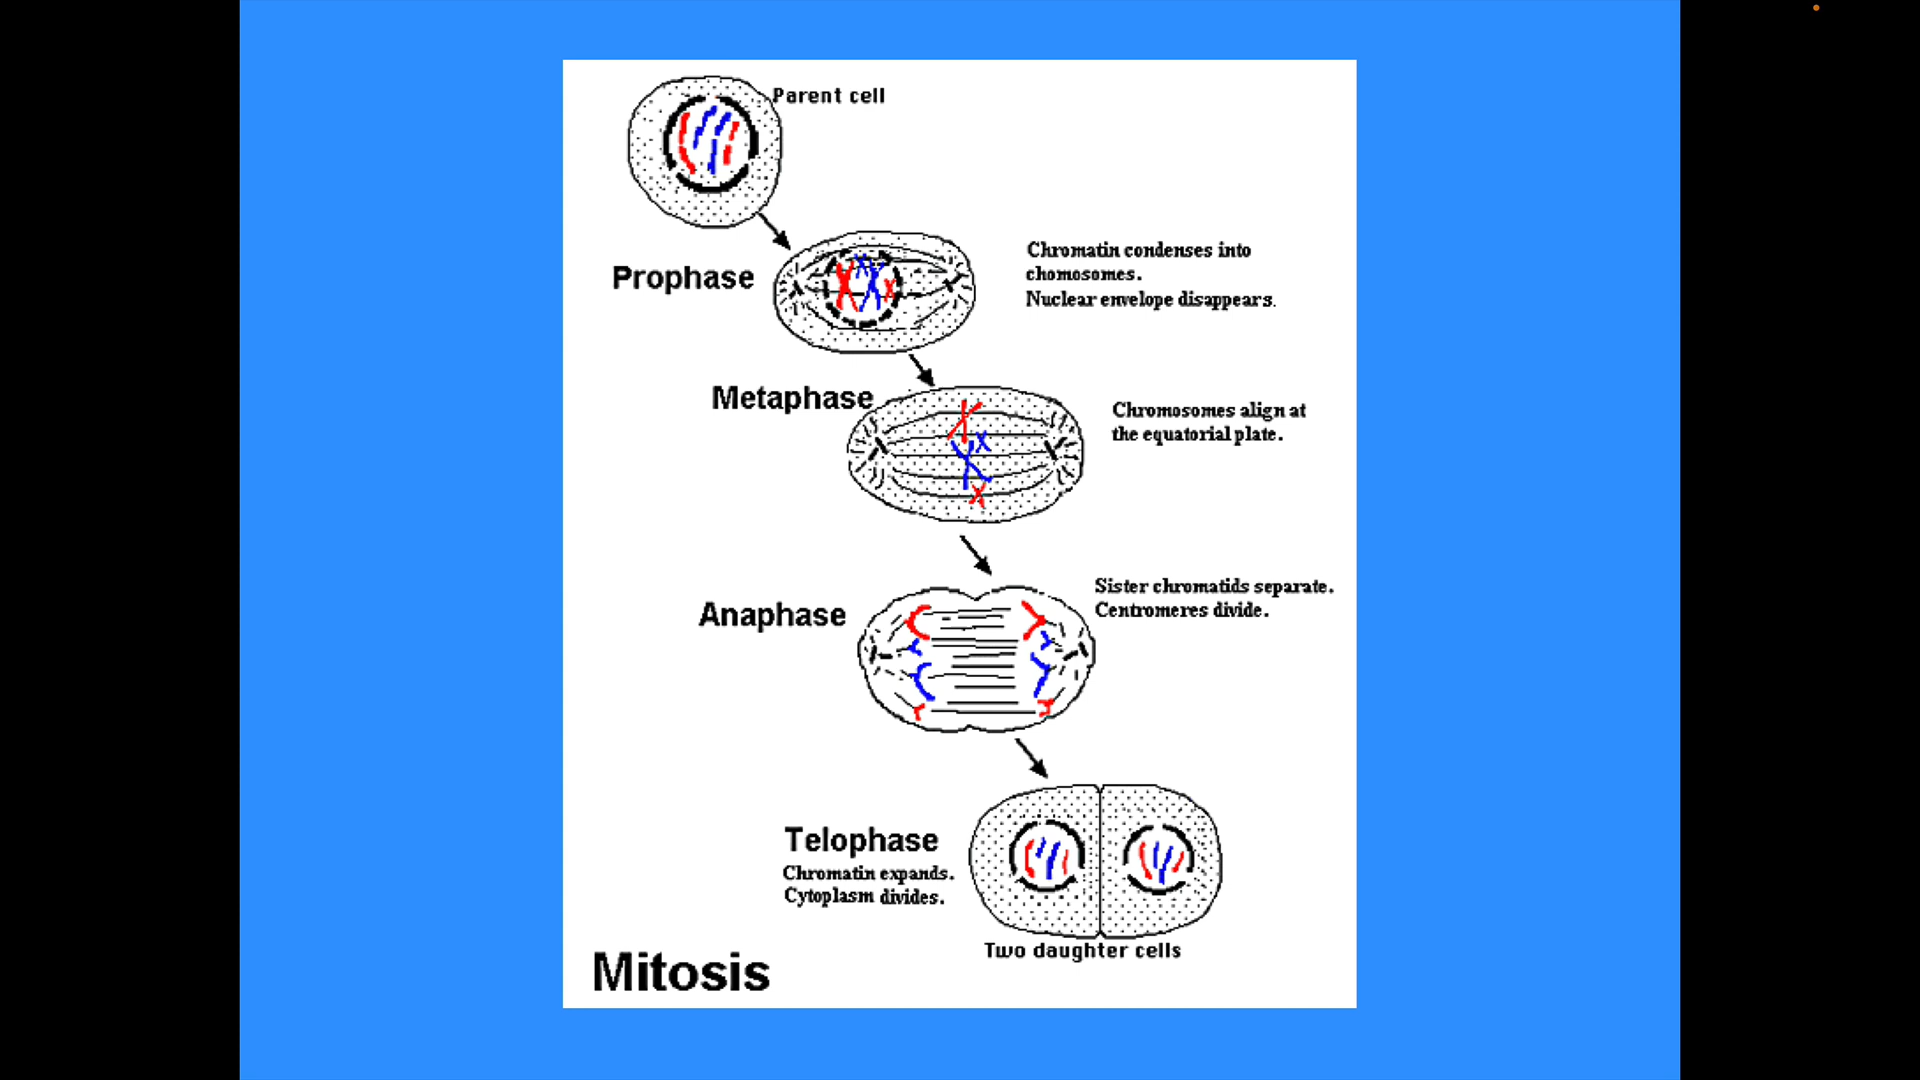 Parent cell
Prophase
Chromatin condenses into
chomosomes.
Nuclear envelope disappears.
Metaphase
Chromosomes align at
the equatorial plate.
Anaphase
Sister chromatids separate.
Centromeres divide.
Telophase
Chromatin expands.
Cytoplasm divides.
Two daughter cells
Mitosis